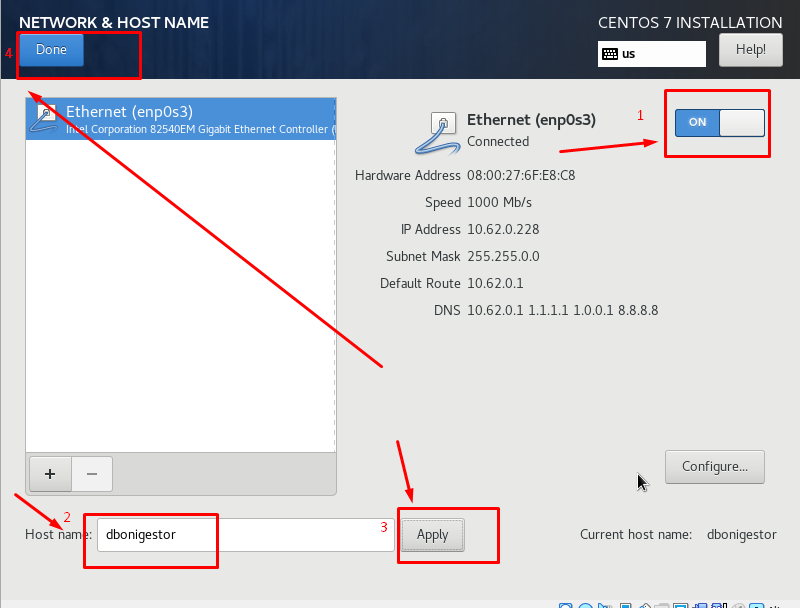 NETWORK & HOST NAME
CENTOS 7 INSTALLATION
4
Done
us
Help!
Ethernet (enp0s3)
Intel Corporation 82540EM Gigabit Ethernet Controller (
Ethernet (enp0s3)
Connected
1
ON
Hardware Address 08:00:27:6F:E8:C8
Speed 1000 Mb/s
IP Address 10.62.0.228
Subnet Mask 255.255.0.0
Default Route 10.62.0.1
DNS 10.62.0.1 1.1.1.1 1.0.0.1 8.8.8.8
+ −
Configure...
2
3
Host name: dbonigestor
Apply
Current host name: dbonigestor